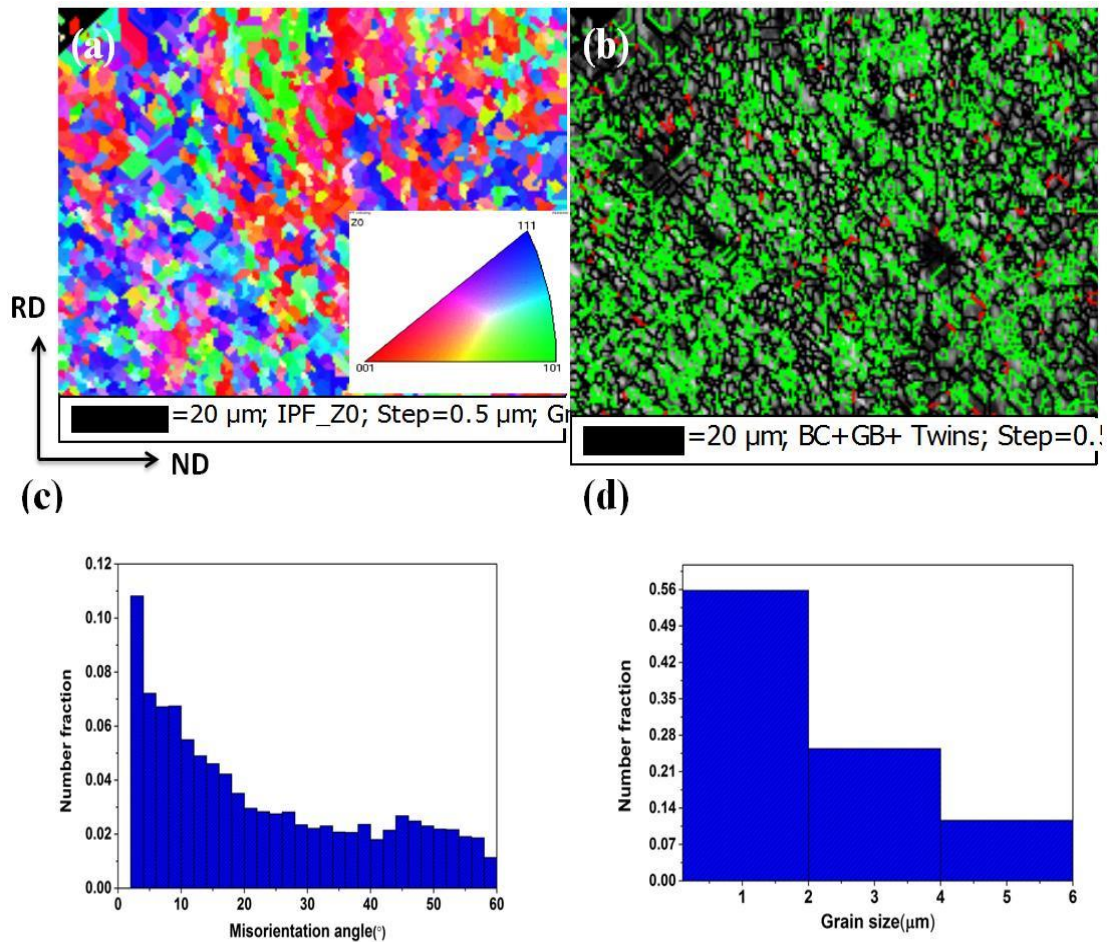 (a)
Z0
111
001
101
=20 µm; IPF_Z0; Step=0.5 µm; Gr
RD
ND
(b)
=20 µm; BC+GB+ Twins; Step=0.5
(c)
0.12
0.10
0.08
0.06
0.04
0.02
0.00
Number fraction
0 10 20 30 40 50 60
Misorientation angle(°)
(d)
0.56
0.49
0.42
0.35
0.28
0.21
0.14
0.07
0.00
Number fraction
1 2 3 4 5 6
Grain size(µm)